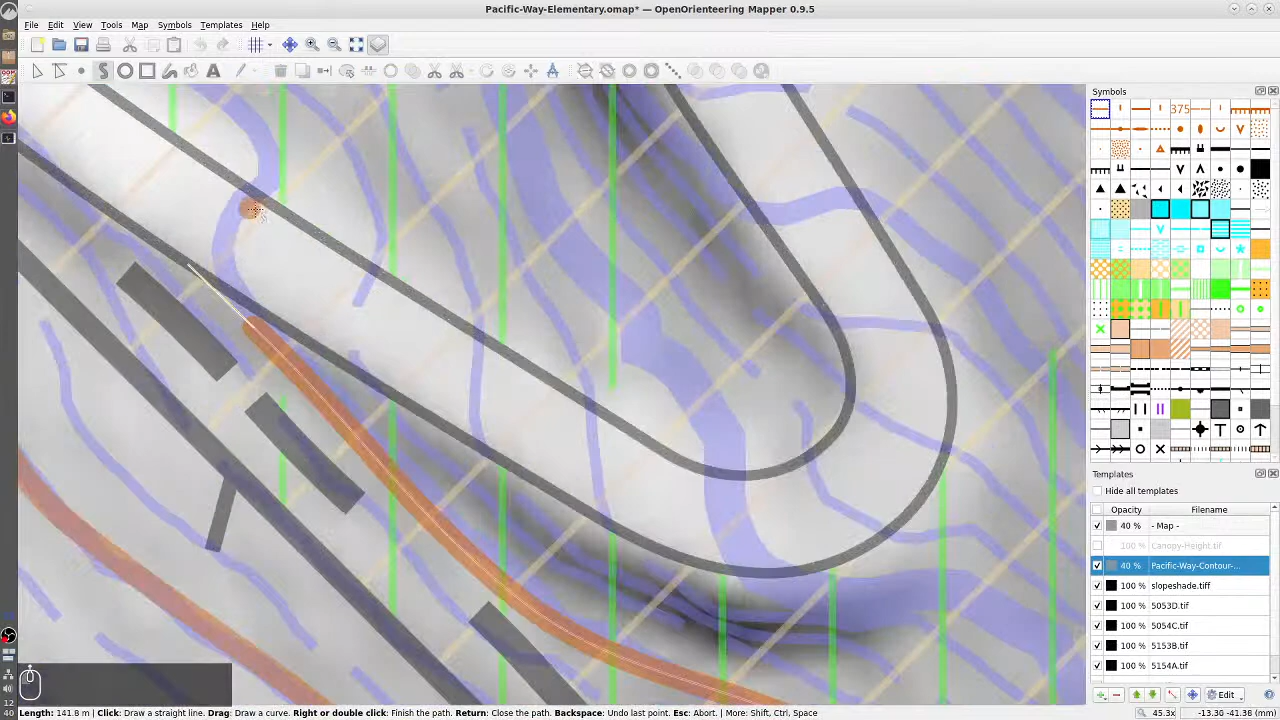 Pacific-Way-Elementary.omap* — OpenOrienteering Mapper 0.9.5
File Edit View Tools Map Symbols Templates Help
Symbols
375
Templates
Hide all templates
Opacity Filename
40 % - Map -
100 % Canopy-Height.tif
40 % Pacific-Way-Contour-...
100 % slopeshade.tiff
100 % 5053D.tif
100 % 5054C.tif
100 % 5153B.tif
100 % 5154A.tif
Edit
12
40
Length: 141.8 m | Click: Draw a straight line. Drag: Draw a curve. Right or double click: Finish the path. Return: Close the path. Backspace: Undo last point. Esc: Abort. | More: Shift, Ctrl, Space
45.3x -13.30 -41.38 (mm)